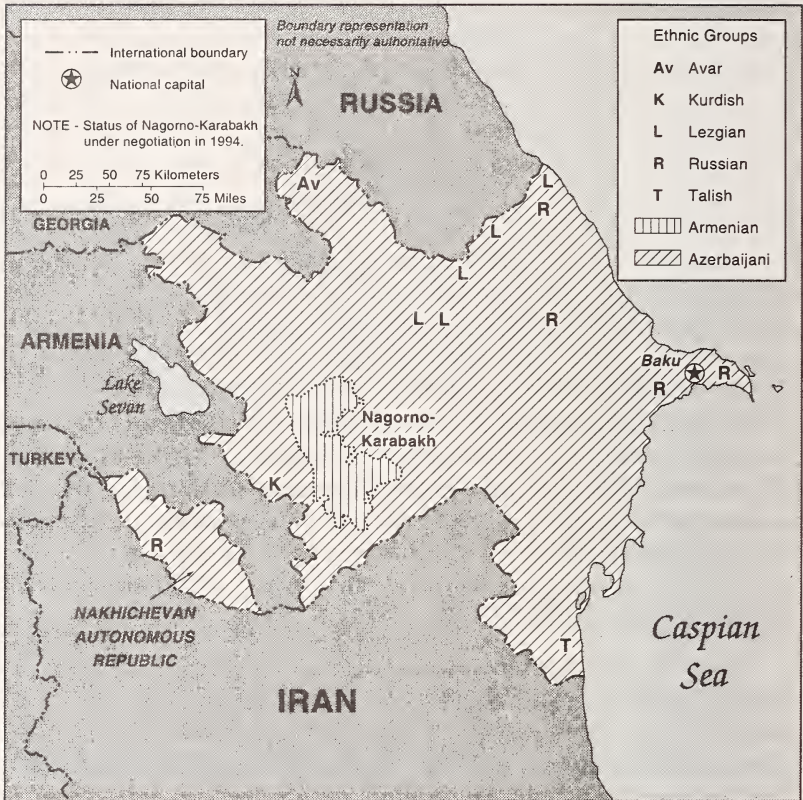 International boundary
National capital
NOTE - Status of Nagorno-Karabakh
under negotiation in 1994.
0 25 50 75 Kilometers
0 25 50 75 Miles
Boundary representation
not necessarily authoritative
N
RUSSIA
Ethnic Groups
Av Avar
K Kurdish
L Lezgian
R Russian
T Talish
Armenian
Azerbaijani
GEORGIA
Av
L
R
L
L
L L
R
ARMENIA
Lake
Sevan
Baku
R
R
Nagorno-
Karabakh
TURKEY
K
R
NAKHICHEVAN
AUTONOMOUS
REPUBLIC
T
Caspian
Sea
IRAN